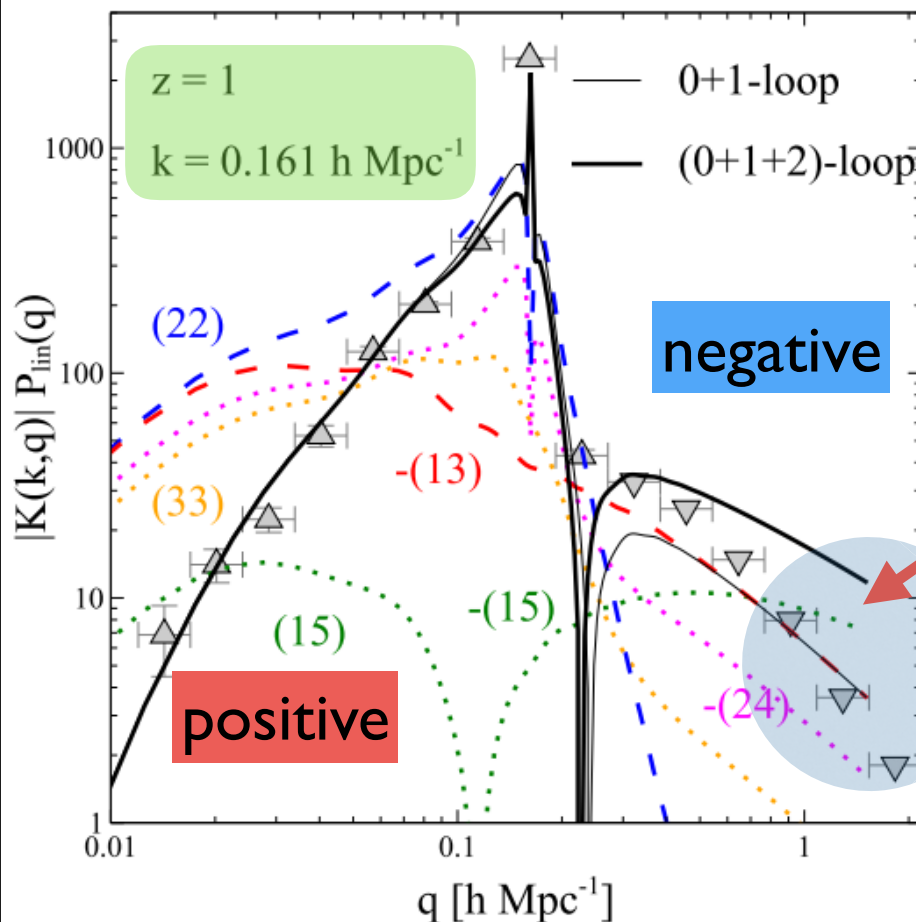 z = 1
k = 0.161 h Mpc⁻¹
0+1-loop
(0+1+2)-loop
1000
100
10
1
|K(k,q)| Pₗᵢₙ(q)
(22)
negative
-(13)
(33)
(15)
-(15)
positive
-(24)
0.01
0.1
1
q [h Mpc⁻¹]